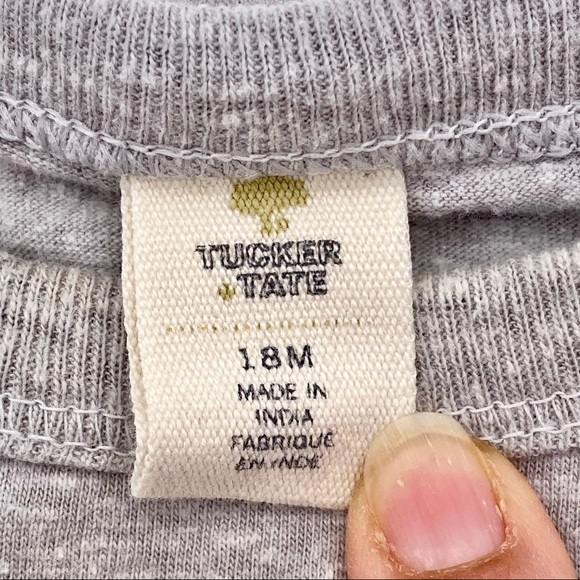 TUCKER
+TATE
18M
MADE IN
INDIA
FABRIQUE
EN INDE